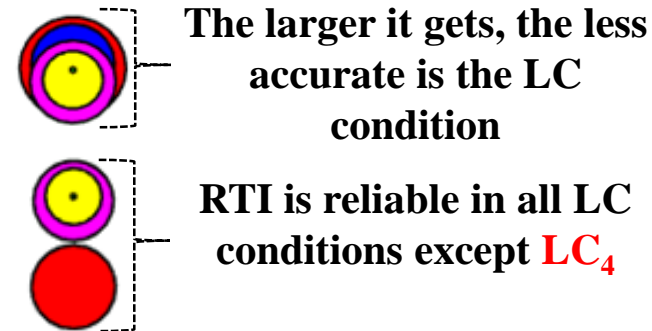 The larger it gets, the less
accurate is the LC
condition
RTI is reliable in all LC
conditions except LC₄